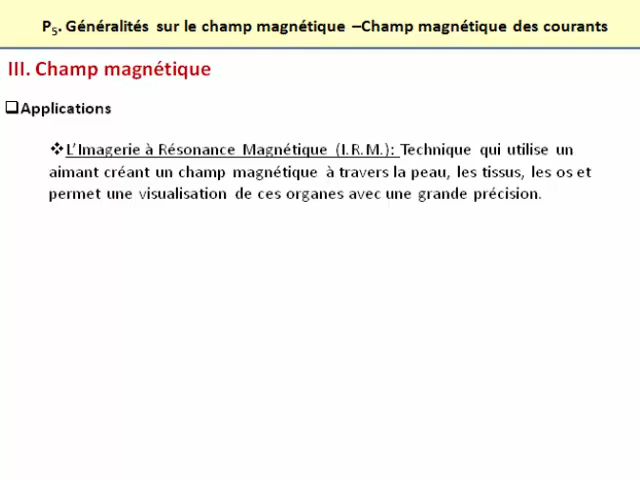 P₅. Généralités sur le champ magnétique –Champ magnétique des courants
III. Champ magnétique
❑Applications
❖L'Imagerie à Résonance Magnétique (I.R.M.): Technique qui utilise un
aimant créant un champ magnétique à travers la peau, les tissus, les os et
permet une visualisation de ces organes avec une grande précision.